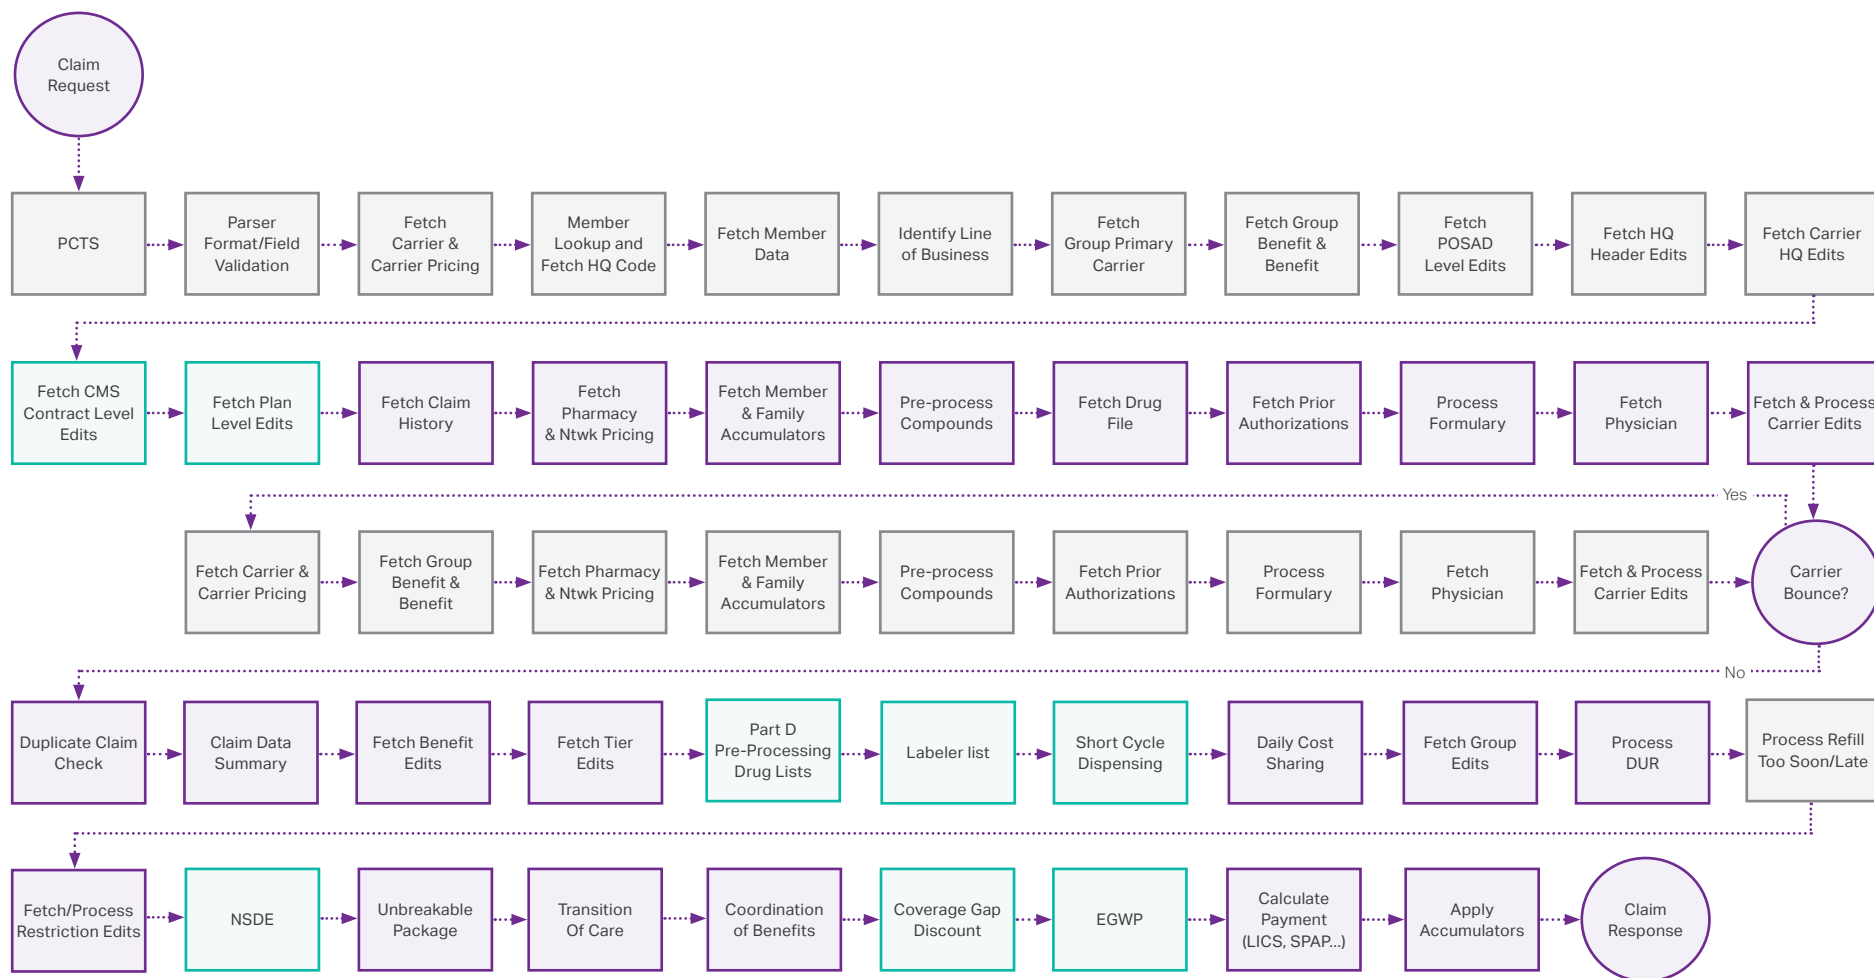 Claim
Request
PCTS
Parser
Format/Field
Validation
Fetch
Carrier &
Carrier Pricing
Member
Lookup and
Fetch HQ Code
Fetch Member
Data
Identify Line
of Business
Fetch
Group Primary
Carrier
Fetch Group
Benefit &
Benefit
Fetch
POSAD
Level Edits
Fetch HQ
Header Edits
Fetch Carrier
HQ Edits
Fetch CMS
Contract Level
Edits
Fetch Plan
Level Edits
Fetch Claim
History
Fetch
Pharmacy
& Ntwk Pricing
Fetch Member
& Family
Accumulators
Pre-process
Compounds
Fetch Drug
File
Fetch Prior
Authorizations
Process
Formulary
Fetch
Physician
Fetch & Process
Carrier Edits
Yes
Fetch Carrier &
Carrier Pricing
Fetch Group
Benefit &
Benefit
Fetch Pharmacy
& Ntwk Pricing
Fetch Member
& Family
Accumulators
Pre-process
Compounds
Fetch Prior
Authorizations
Process
Formulary
Fetch
Physician
Fetch & Process
Carrier Edits
Carrier
Bounce?
No
Duplicate Claim
Check
Claim Data
Summary
Fetch Benefit
Edits
Fetch Tier
Edits
Part D
Pre-Processing
Drug Lists
Labeler list
Short Cycle
Dispensing
Daily Cost
Sharing
Fetch Group
Edits
Process
DUR
Process Refill
Too Soon/Late
Fetch/Process
Restriction Edits
NSDE
Unbreakable
Package
Transition
Of Care
Coordination
of Benefits
Coverage Gap
Discount
EGWP
Calculate
Payment
(LICS, SPAP...)
Apply
Accumulators
Claim
Response